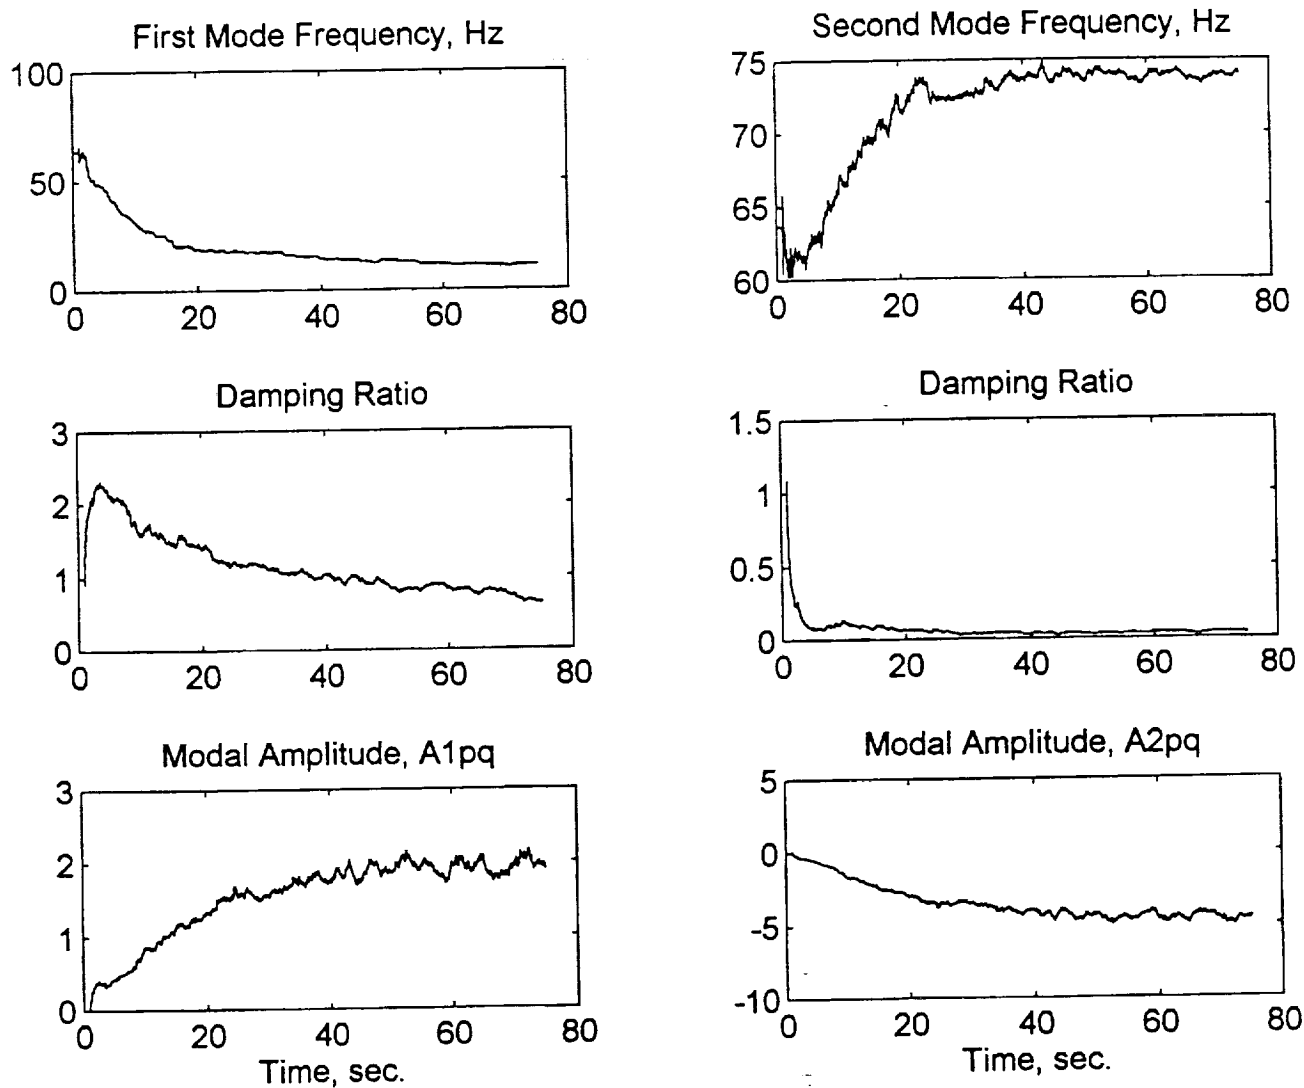 First Mode Frequency, Hz
100
50
0
0 20 40 60 80
Second Mode Frequency, Hz
75
70
65
60
0 20 40 60 80
Damping Ratio
3
2
1
0
0 20 40 60 80
Damping Ratio
1.5
1
0.5
0
0 20 40 60 80
Modal Amplitude, A1pq
3
2
1
0
0 20 40 60 80
Time, sec.
Modal Amplitude, A2pq
5
0
-5
-10
0 20 40 60 80
Time, sec.